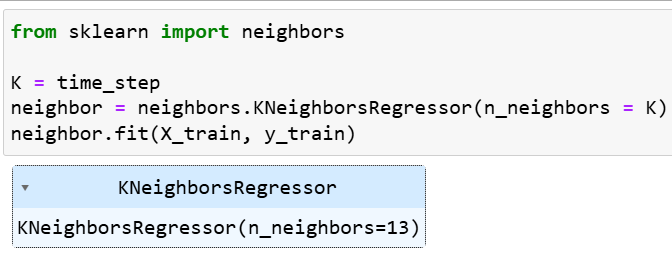 from sklearn import neighbors
K = time_step
neighbor = neighbors.KNeighborsRegressor(n_neighbors = K)
neighbor.fit(X_train, y_train)
KNeighborsRegressor
KNeighborsRegressor(n_neighbors=13)